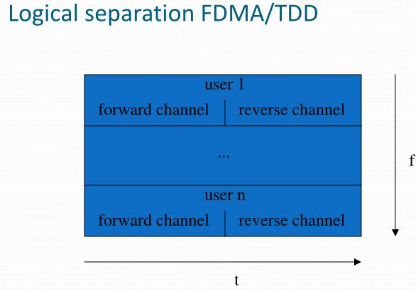 Logical separation FDMA/TDD
user 1
forward channel reverse channel
...
f
user n
forward channel reverse channel
t